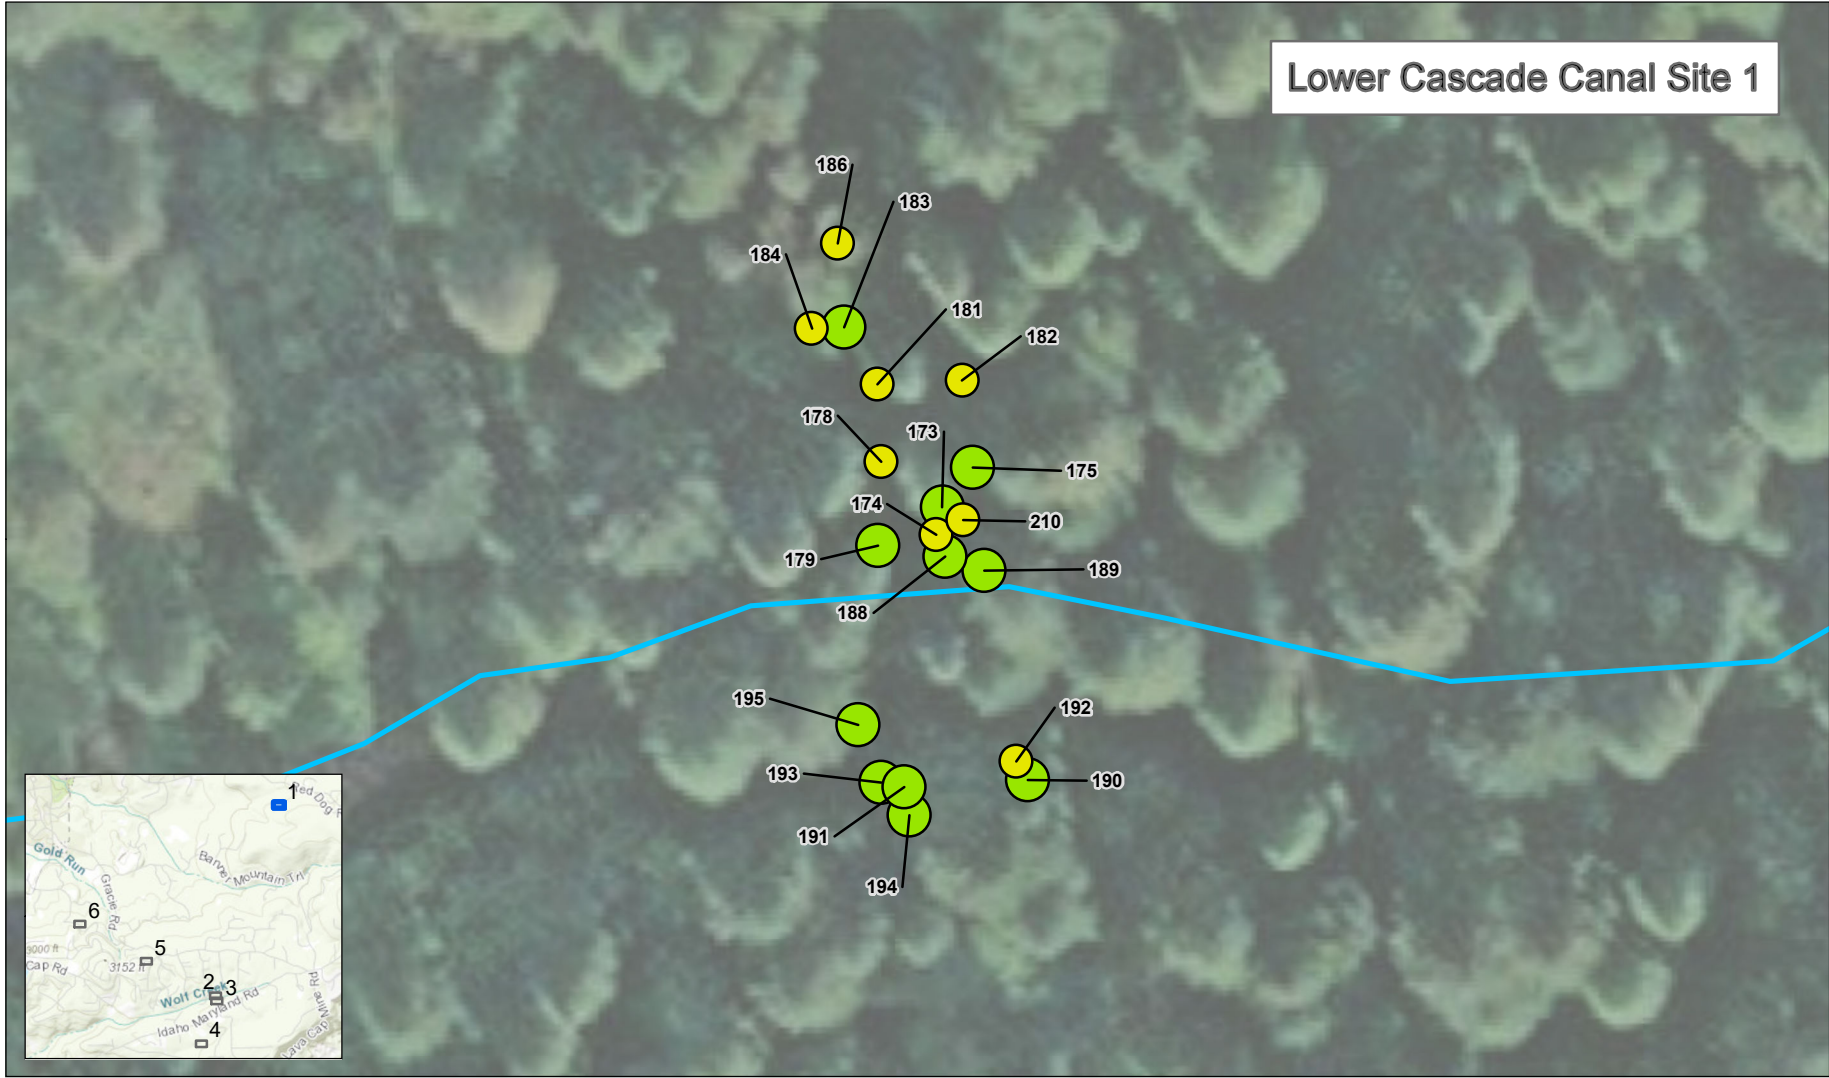 Lower Cascade Canal Site 1
186
183
184
181
182
178
173
175
174
210
179
189
188
195
192
193
190
191
194
1
Red Dog
Gold Run
Banner Mountain Trl
Gracie Rd
6
3000 ft
5
Cap Rd
3152 ft
2
3
Wolf Creek
Idaho Maryland Rd
4
Lava Cap Mine Rd